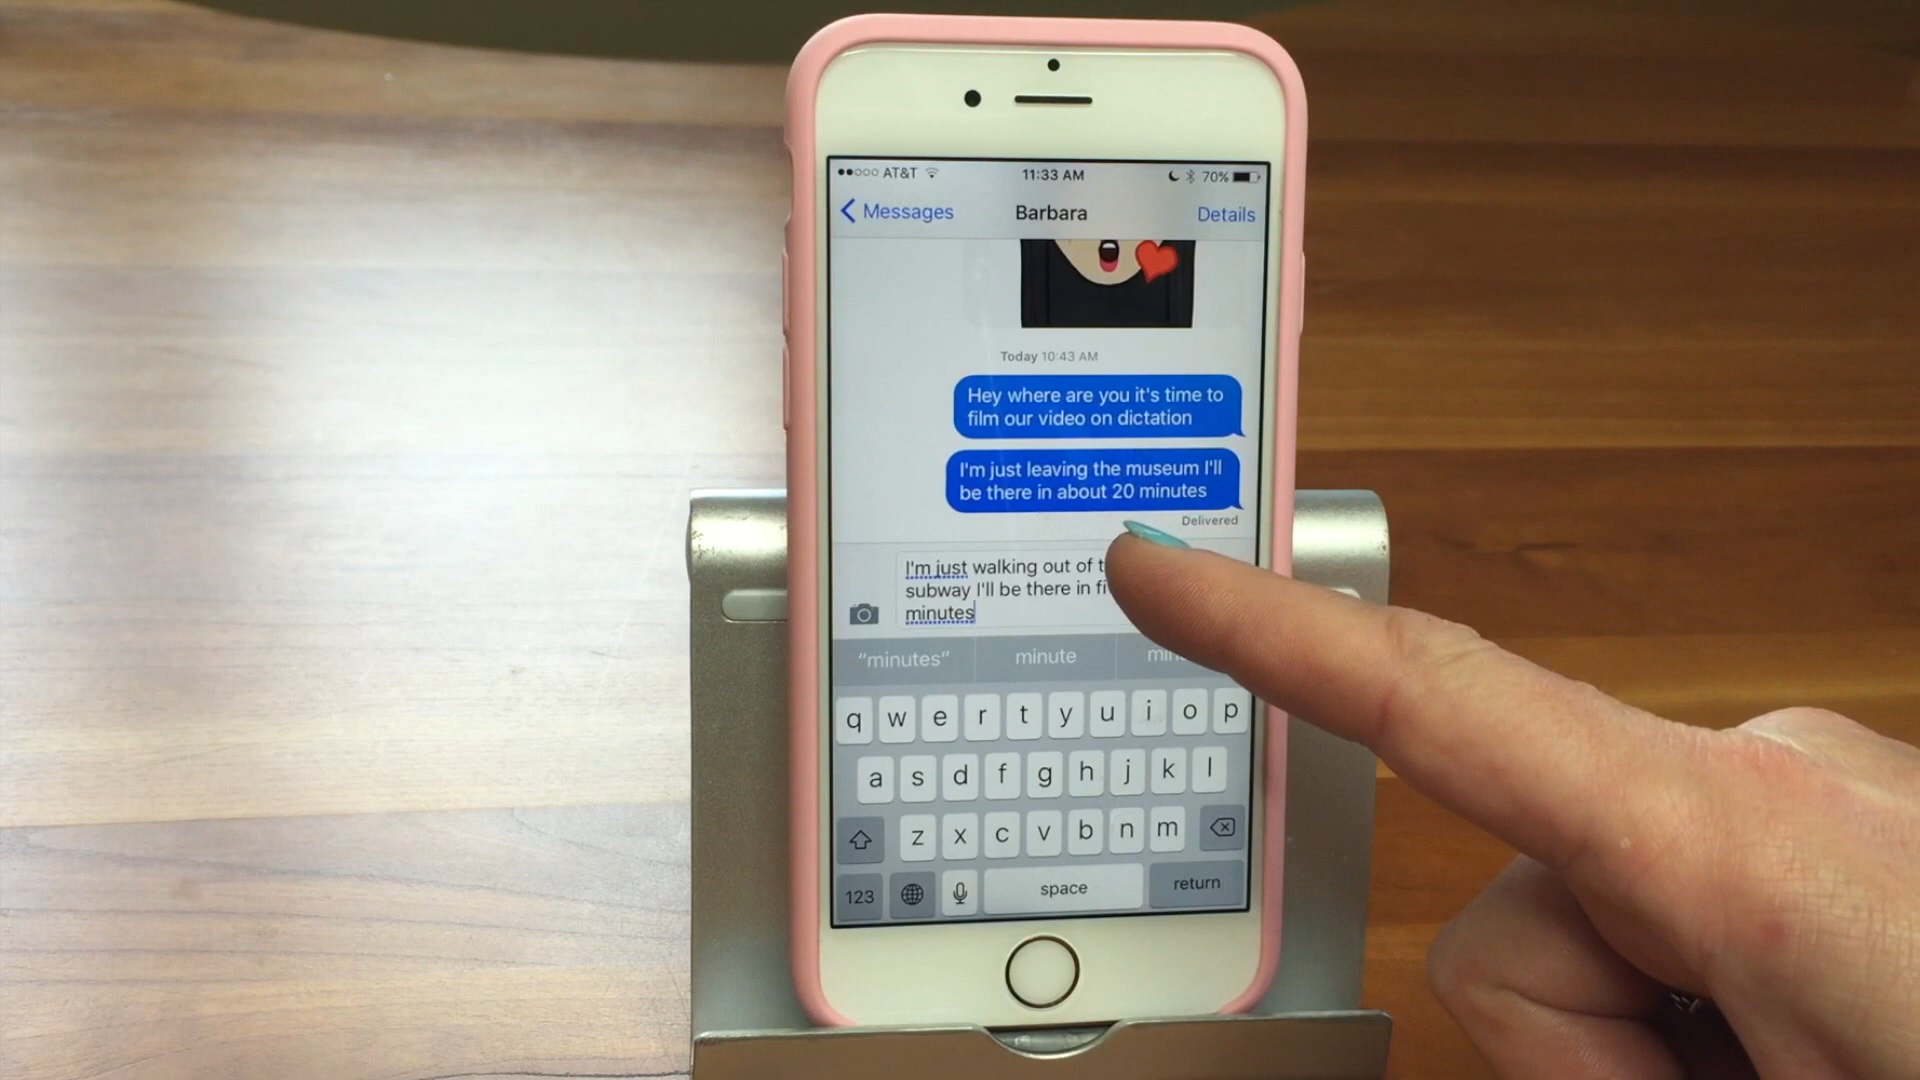 AT&T 11:33 AM 70%
Messages Barbara Details
Today 10:43 AM
Hey where are you it's time to
film our video on dictation
I'm just leaving the museum I'll
be there in about 20 minutes
Delivered
I'm just walking out of
subway I'll be there in
minutes
“minutes” minute
q w e r t y u i o p
a s d f g h j k l
z x c v b n m
123 space return